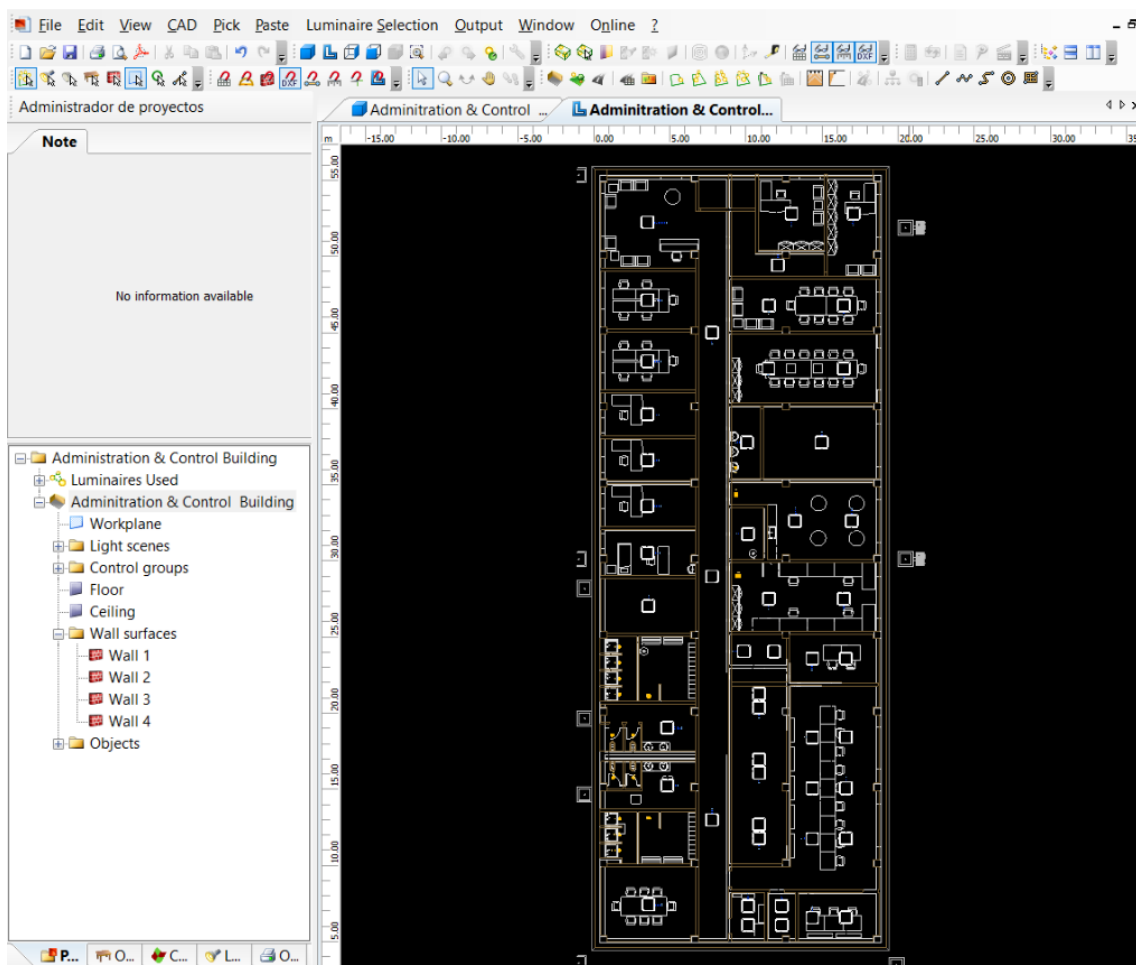 File Edit View CAD Pick Paste Luminaire Selection Output Window Online ?
Administrador de proyectos
Adminitration & Control ...
Adminitration & Control...
Note
m -15.00 -10.00 -5.00 0.00 5.00 10.00 15.00 20.00 25.00 30.00 35
55.00
50.00
45.00
40.00
35.00
30.00
25.00
20.00
15.00
10.00
5.00
No information available
Administration & Control Building
Luminaires Used
Adminitration & Control Building
Workplane
Light scenes
Control groups
Floor
Ceiling
Wall surfaces
Wall 1
Wall 2
Wall 3
Wall 4
Objects
P... O... C... L... O...